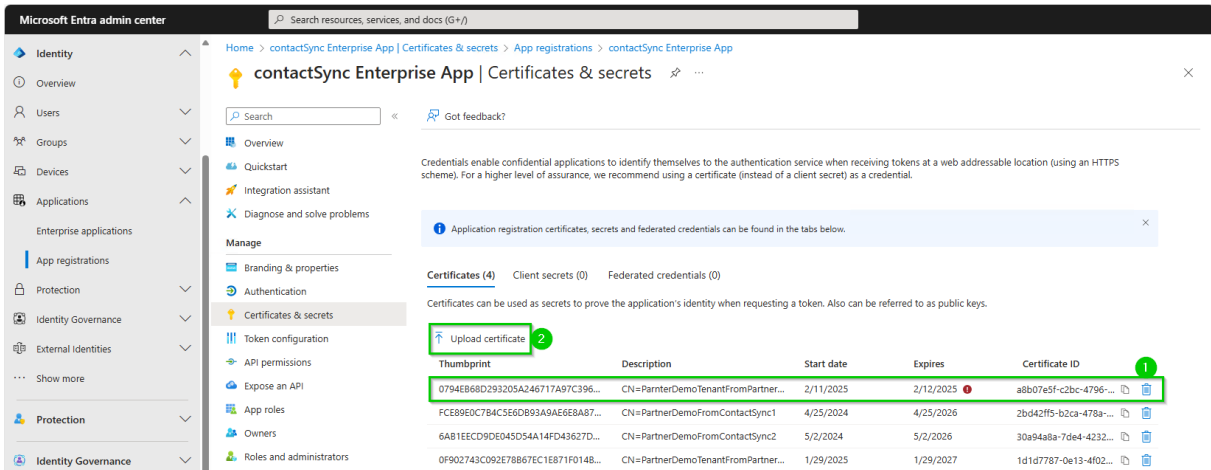 Microsoft Entra admin center
Search resources, services, and docs (G+/)
Identity
Overview
Users
Groups
Devices
Applications
Enterprise applications
App registrations
Protection
Identity Governance
External Identities
Show more
Protection
Identity Governance
Home > contactSync Enterprise App | Certificates & secrets > App registrations > contactSync Enterprise App
contactSync Enterprise App | Certificates & secrets
Search
Overview
Quickstart
Integration assistant
Diagnose and solve problems
Manage
Branding & properties
Authentication
Certificates & secrets
Token configuration
API permissions
Expose an API
App roles
Owners
Roles and administrators
Got feedback?
Credentials enable confidential applications to identify themselves to the authentication service when receiving tokens at a web addressable location (using an HTTPS
scheme). For a higher level of assurance, we recommend using a certificate (instead of a client secret) as a credential.
Application registration certificates, secrets and federated credentials can be found in the tabs below.
Certificates (4) Client secrets (0) Federated credentials (0)
Certificates can be used as secrets to prove the application's identity when requesting a token. Also can be referred to as public keys.
Upload certificate 2
Thumbprint Description Start date Expires Certificate ID 1
0794EB68D293205A246717A97C396... CN=ParnterDemoTenantFromPartner... 2/11/2025 2/12/2025 a8b07e5f-c2bc-4796-...
FCE89E0C7B4C5E6DB93A9AE6E8A87... CN=PartnerDemoFromContactSync1 4/25/2024 4/25/2026 2bd42ff5-b2ca-478a-...
6AB1EECD9DE045D54A14FD43627D... CN=PartnerDemoFromContactSync2 5/2/2024 5/2/2026 30a94a8a-7de4-4232...
0F902743C092E78B67EC1E871F014B... CN=PartnerDemoTenantFromPartner... 1/29/2025 1/29/2027 1d1d7787-0e13-4f02...